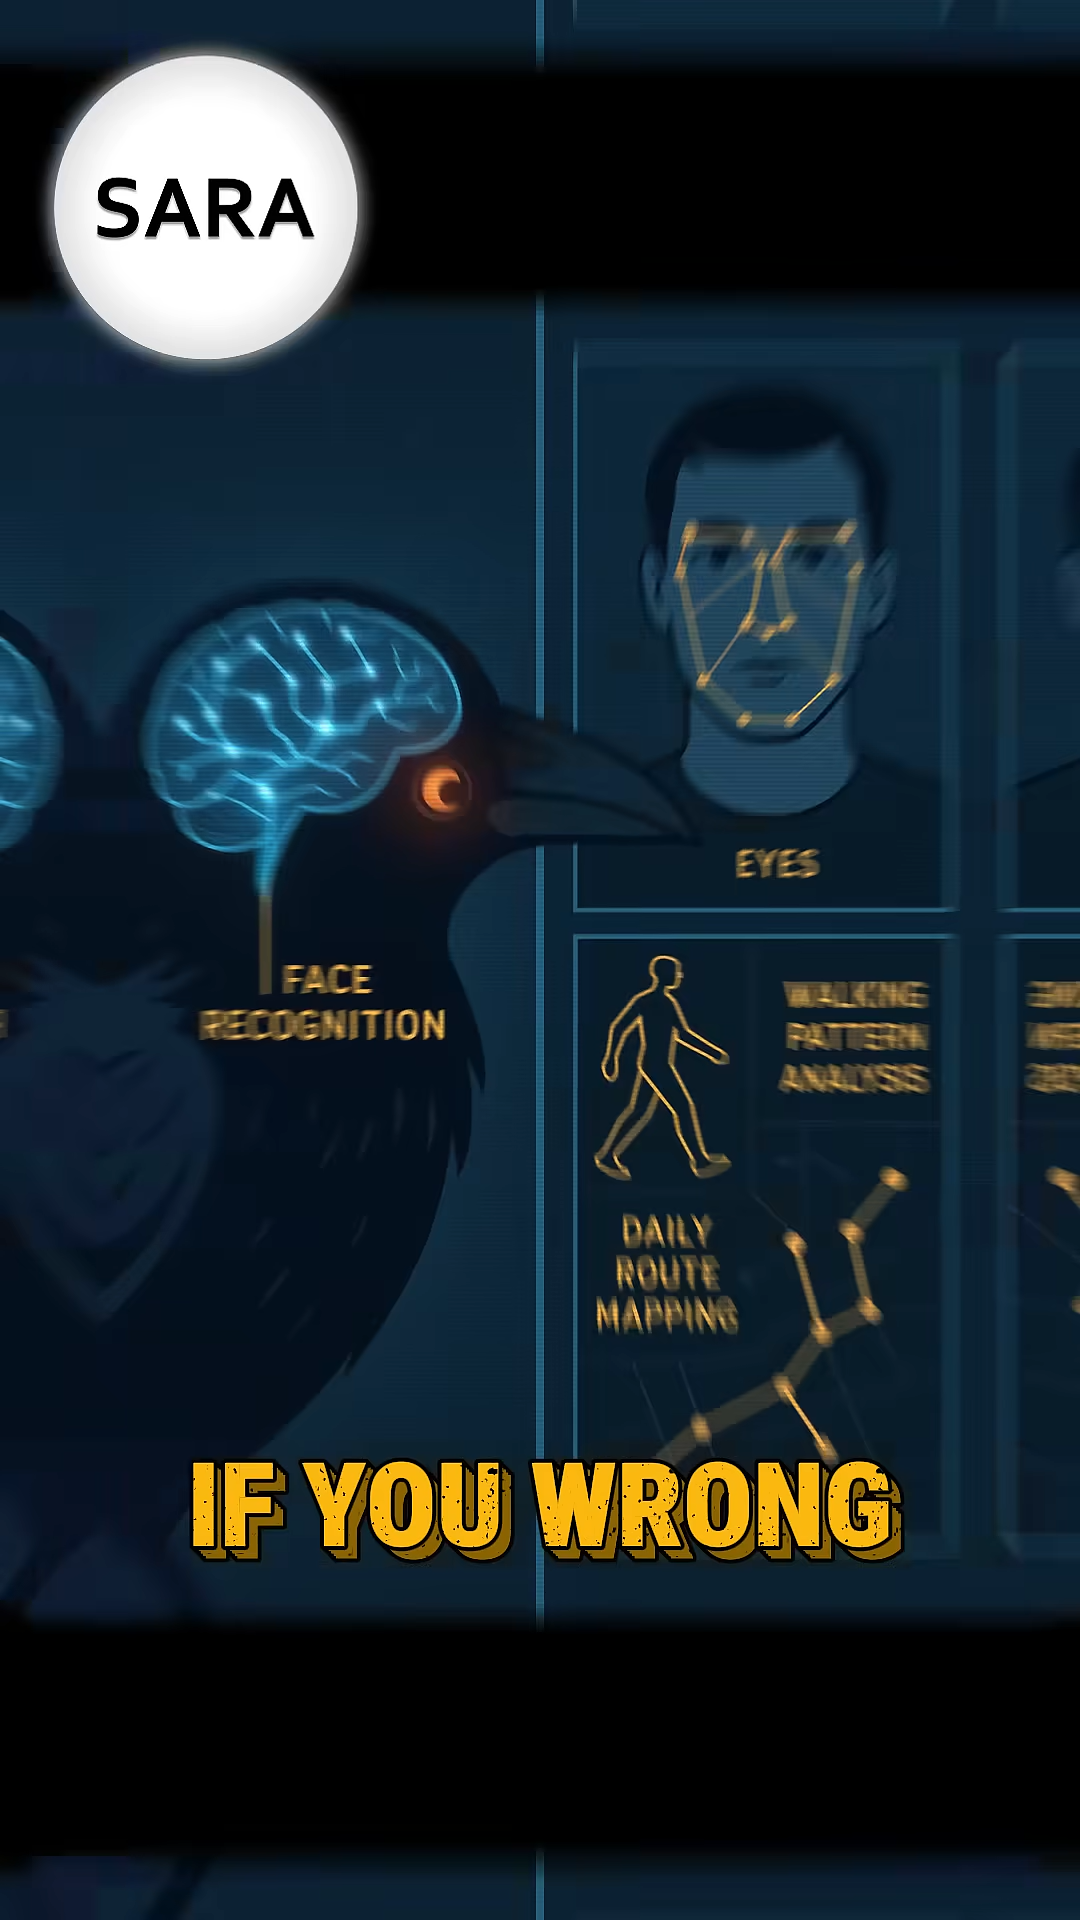 SARA
EYES
FACE
RECOGNITION
WALKING
PATTERN
ANALYSIS
DAILY
ROUTE
MAPPING
IF YOU WRONG